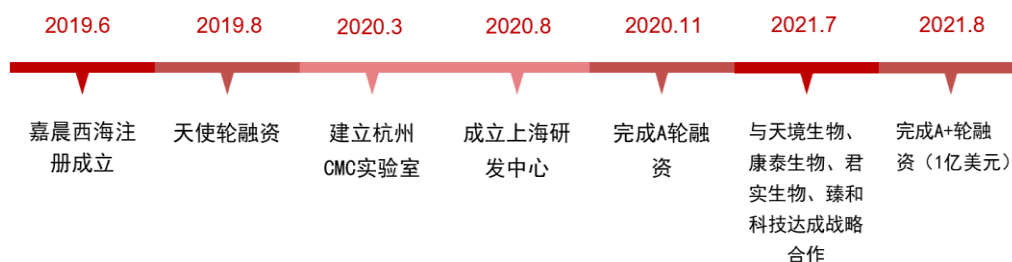 2019.6
2019.8
2020.3
2020.8
2020.11
2021.7
2021.8
嘉晨西海注
册成立
天使轮融资
建立杭州
CMC实验室
成立上海研
发中心
完成A轮融
资
与天境生物、
康泰生物、君
实生物、臻和
科技达成战略
合作
完成A+轮融
资（1亿美元）